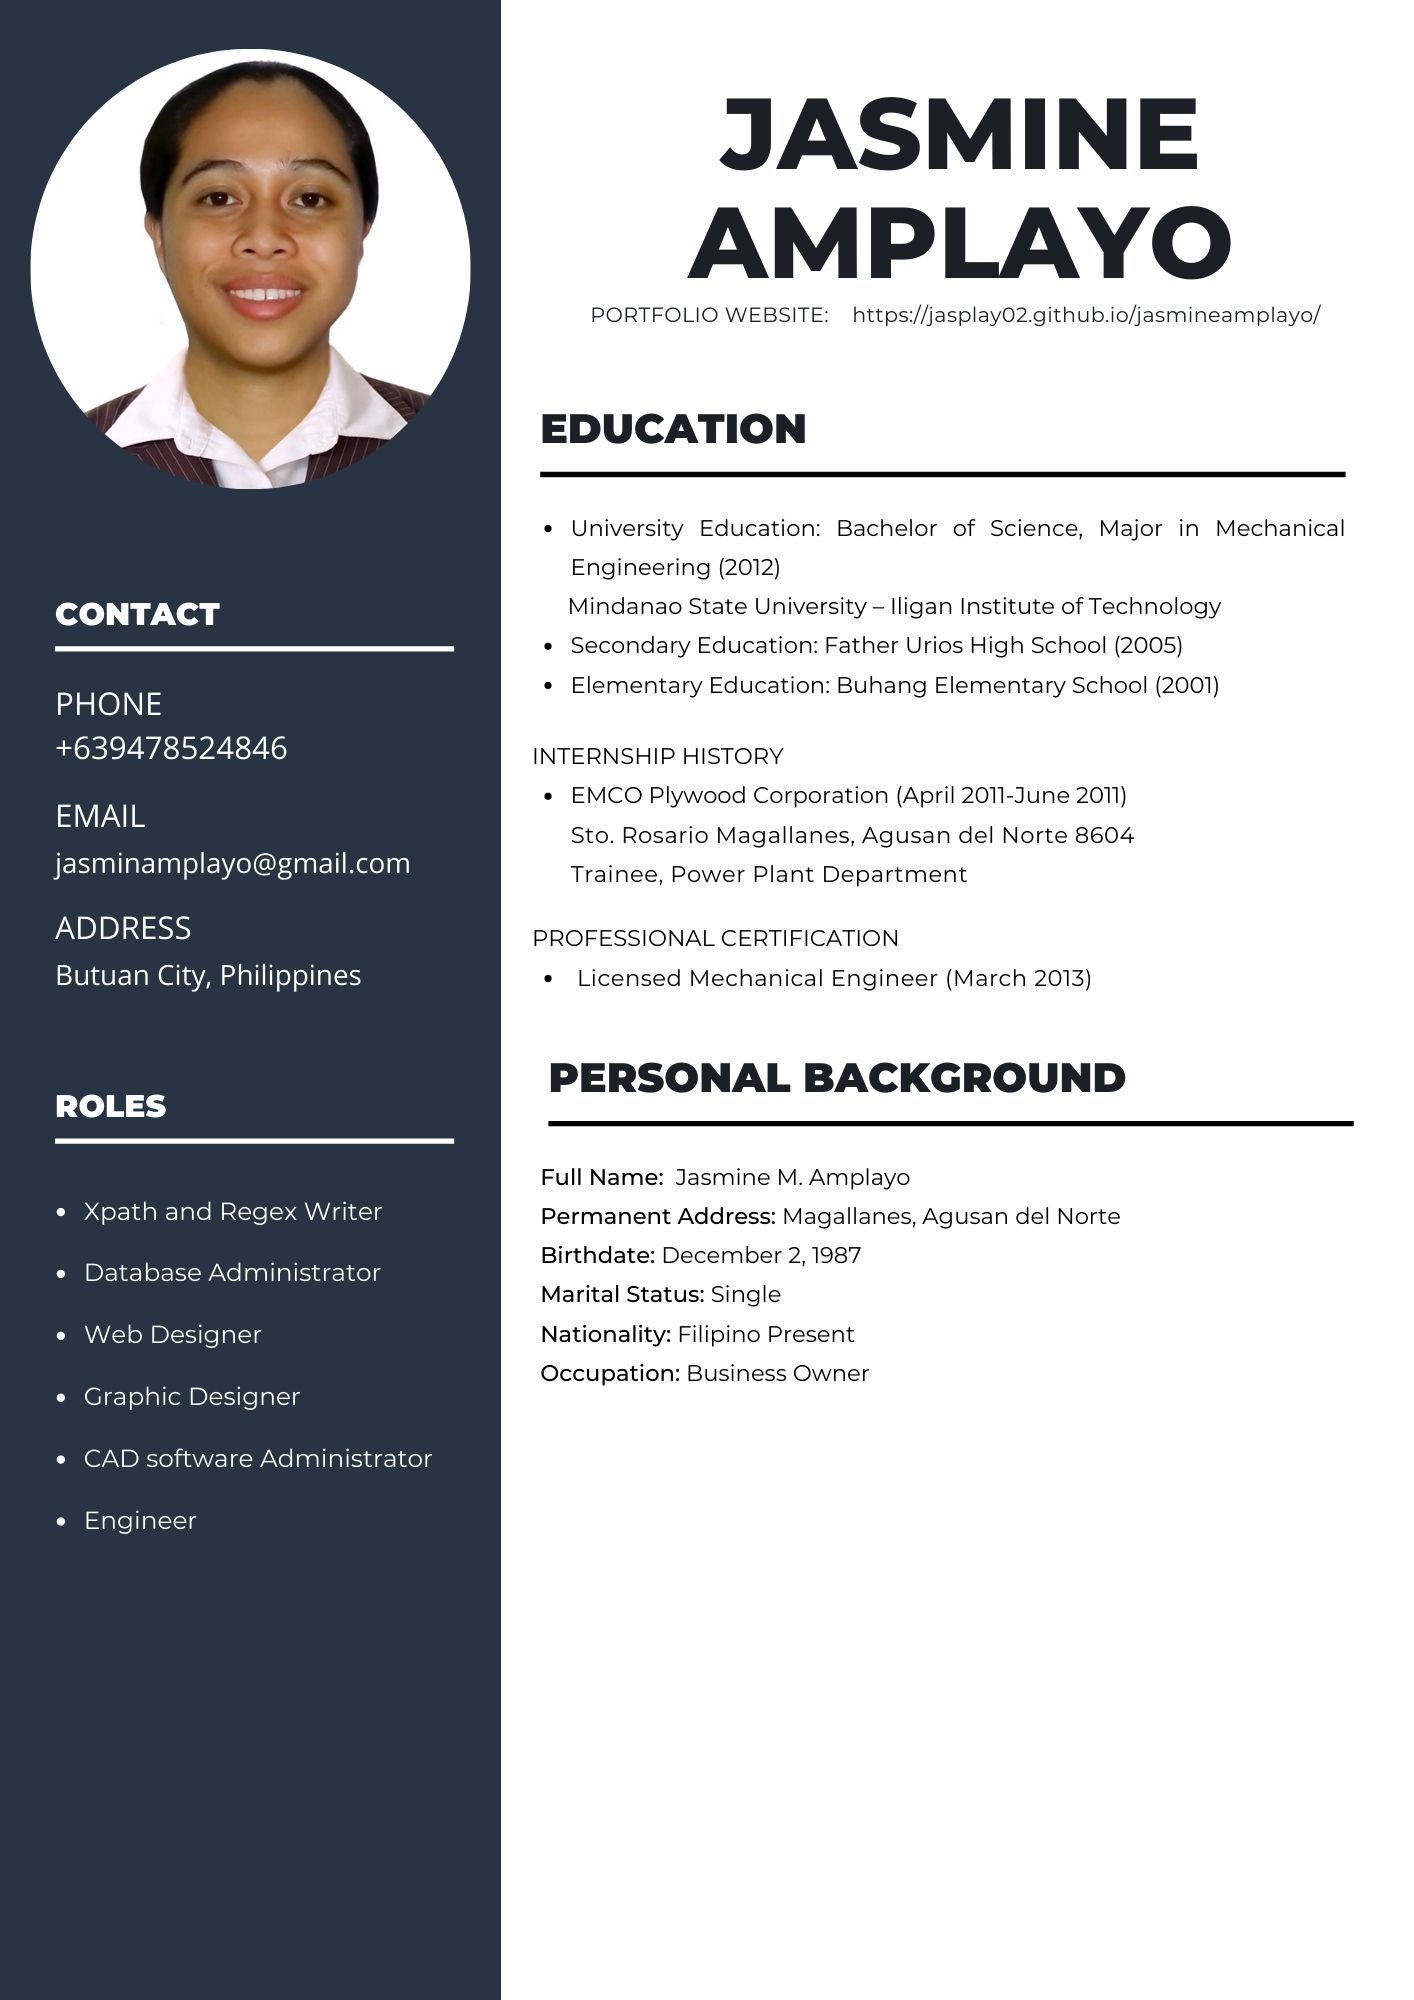 JASMINE
AMPLAYO
PORTFOLIO WEBSITE: https://jasplay02.github.io/jasmineamplayo/
CONTACT
PHONE
+639478524846
EMAIL
jasminamplayo@gmail.com
ADDRESS
Butuan City, Philippines
ROLES
• Xpath and Regex Writer
• Database Administrator
• Web Designer
• Graphic Designer
• CAD software Administrator
• Engineer
EDUCATION
• University Education: Bachelor of Science, Major in Mechanical
Engineering (2012)
Mindanao State University – Iligan Institute of Technology
• Secondary Education: Father Urios High School (2005)
• Elementary Education: Buhang Elementary School (2001)
INTERNSHIP HISTORY
• EMCO Plywood Corporation (April 2011-June 2011)
Sto. Rosario Magallanes, Agusan del Norte 8604
Trainee, Power Plant Department
PROFESSIONAL CERTIFICATION
• Licensed Mechanical Engineer (March 2013)
PERSONAL BACKGROUND
Full Name: Jasmine M. Amplayo
Permanent Address: Magallanes, Agusan del Norte
Birthdate: December 2, 1987
Marital Status: Single
Nationality: Filipino Present
Occupation: Business Owner